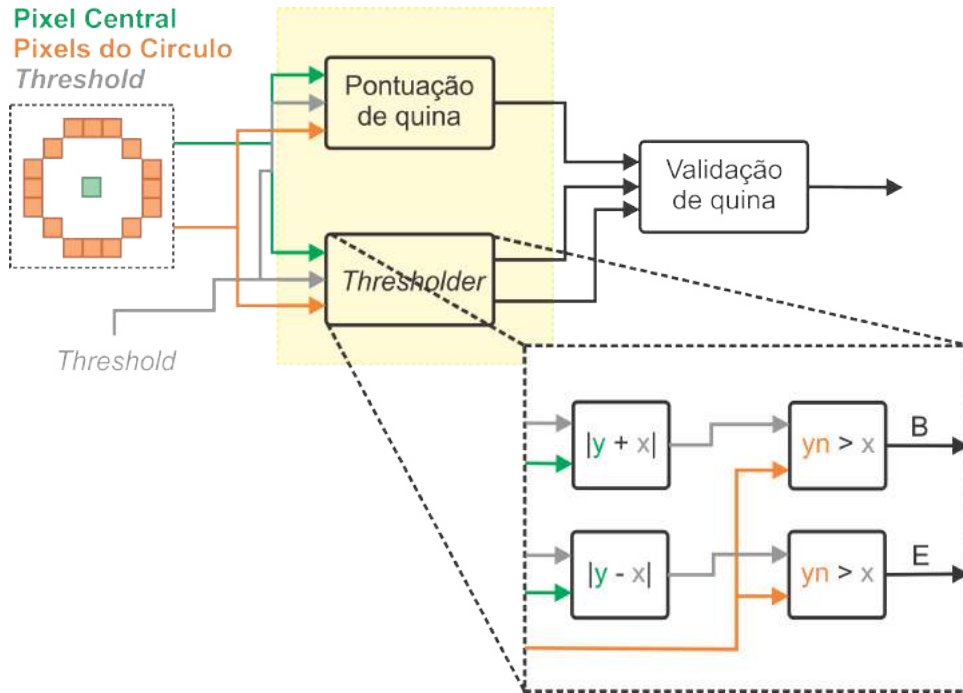 Pixel Central
Pixels do Circulo
Threshold
Pontuação
de quina
Validação
de quina
Thresholder
Threshold
|y + x|
yn > x
B
|y - x|
yn > x
E